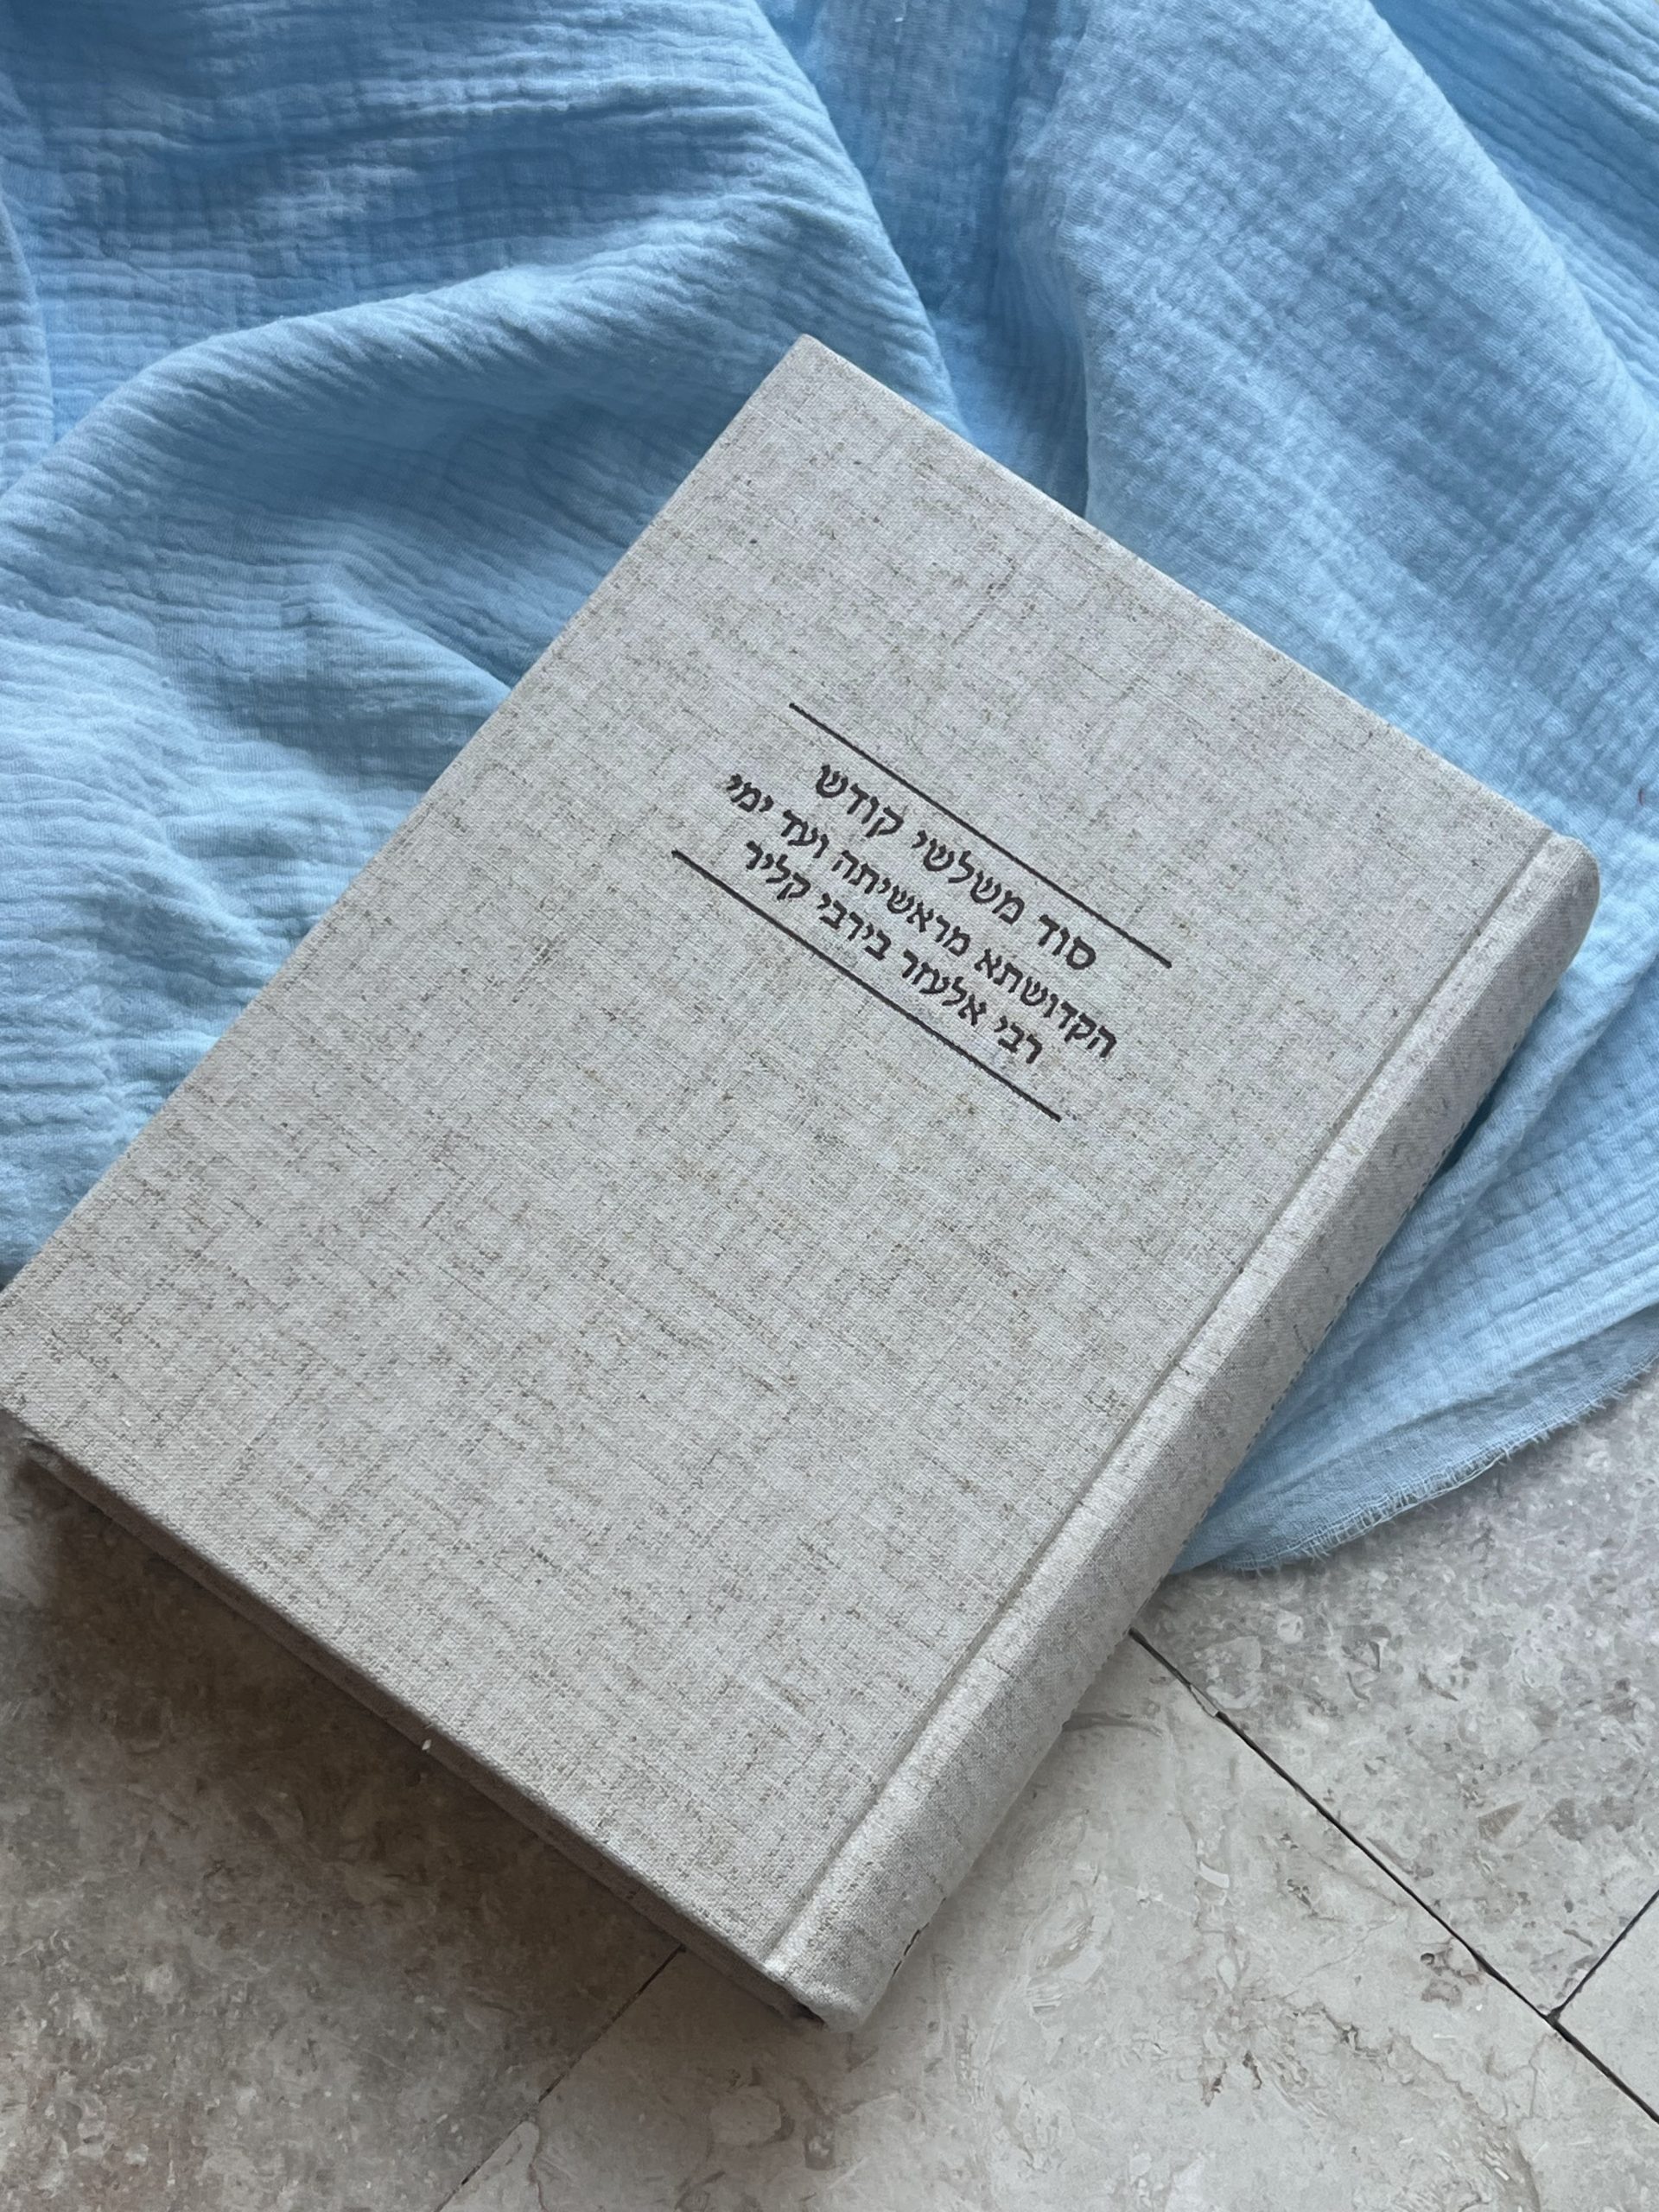 סוד משלשי קודש
הקדושתא מראשיתה ועד ימי
רבי אלעזר בירבי קליר